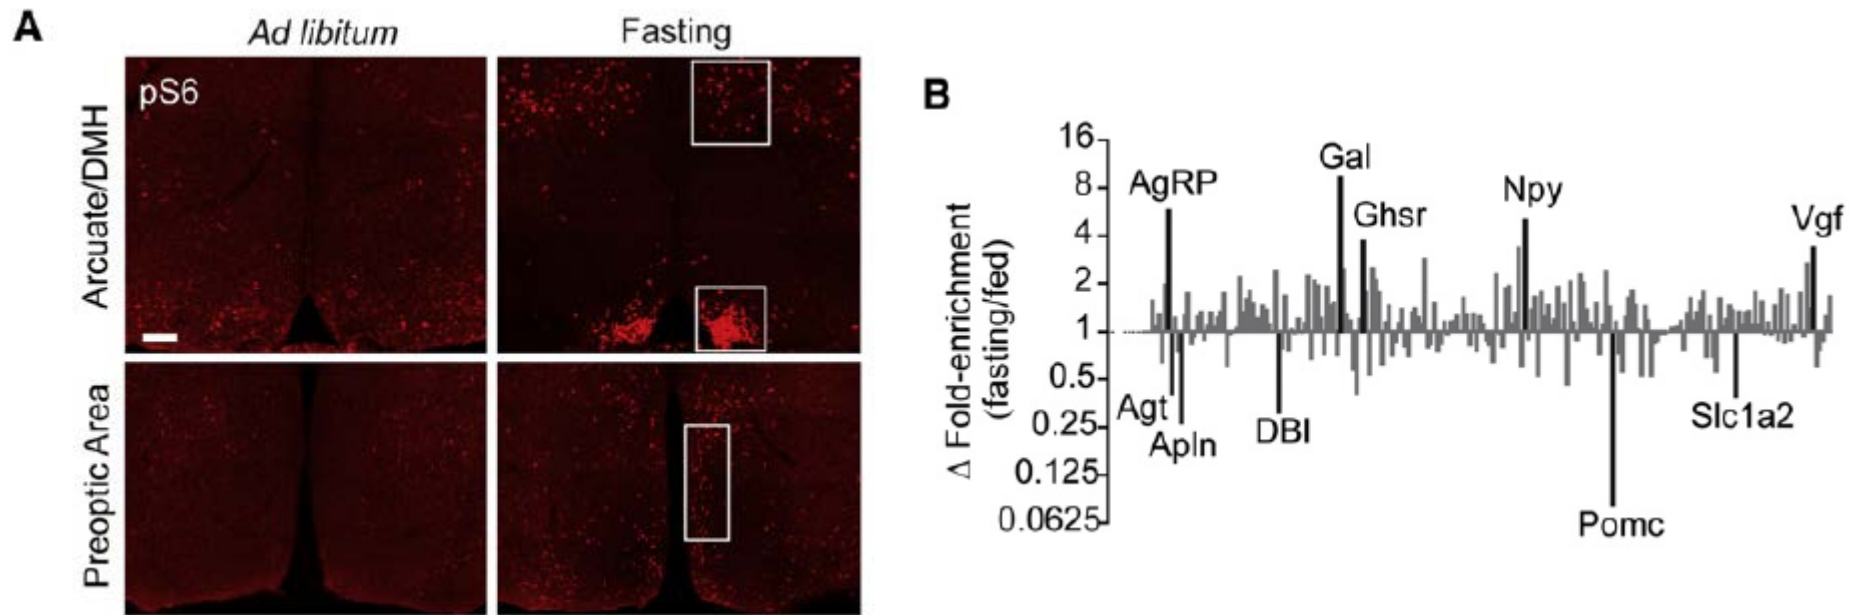 A
Ad libitum
Fasting
pS6
Arcuate/DMH
Preoptic Area
B
Δ Fold-enrichment
(fasting/fed)
16
8
4
2
1
0.5
0.25
0.125
0.0625
AgRP
Gal
Ghsr
Npy
Vgf
Agt
Apln
DBI
Pomc
Slc1a2